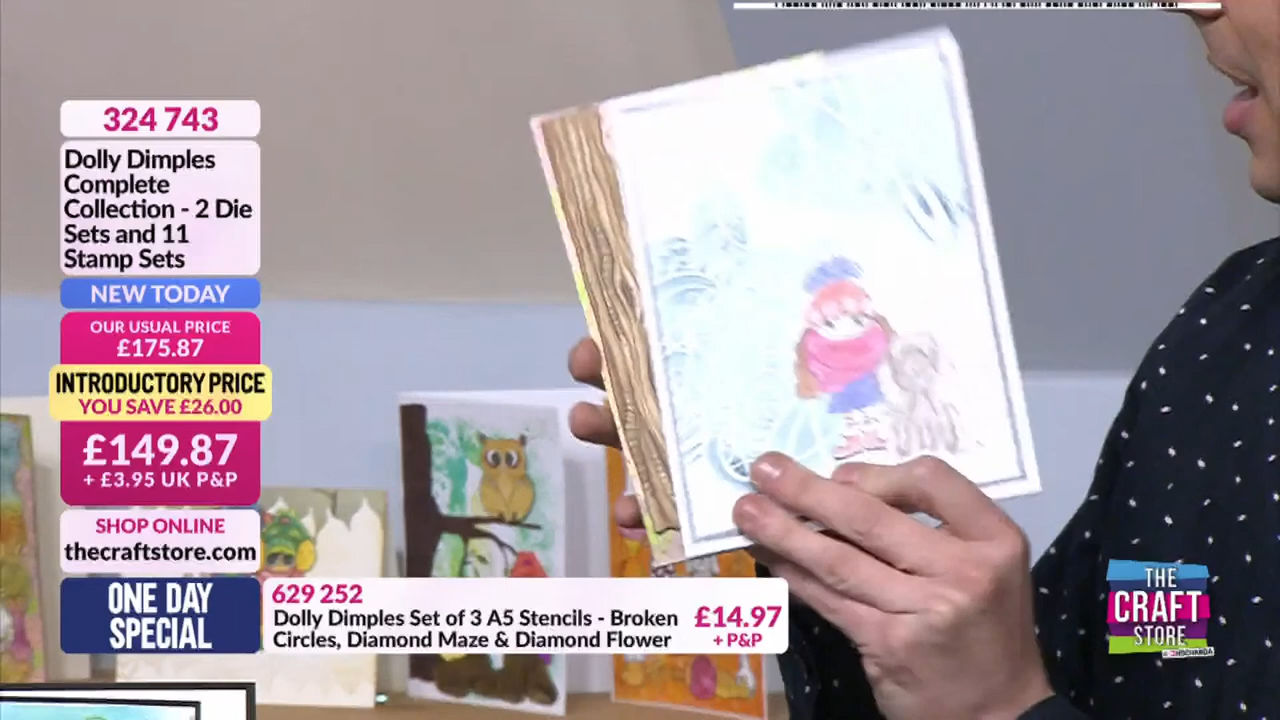 324 743
Dolly Dimples
Complete
Collection - 2 Die
Sets and 11
Stamp Sets
NEW TODAY
OUR USUAL PRICE
£175.87
INTRODUCTORY PRICE
YOU SAVE £26.00
£149.87
+ £3.95 UK P&P
SHOP ONLINE
thecraftstore.com
ONE DAY
SPECIAL
629 252
Dolly Dimples Set of 3 A5 Stencils - Broken
Circles, Diamond Maze & Diamond Flower
£14.97
+ P&P
THE
CRAFT
STORE